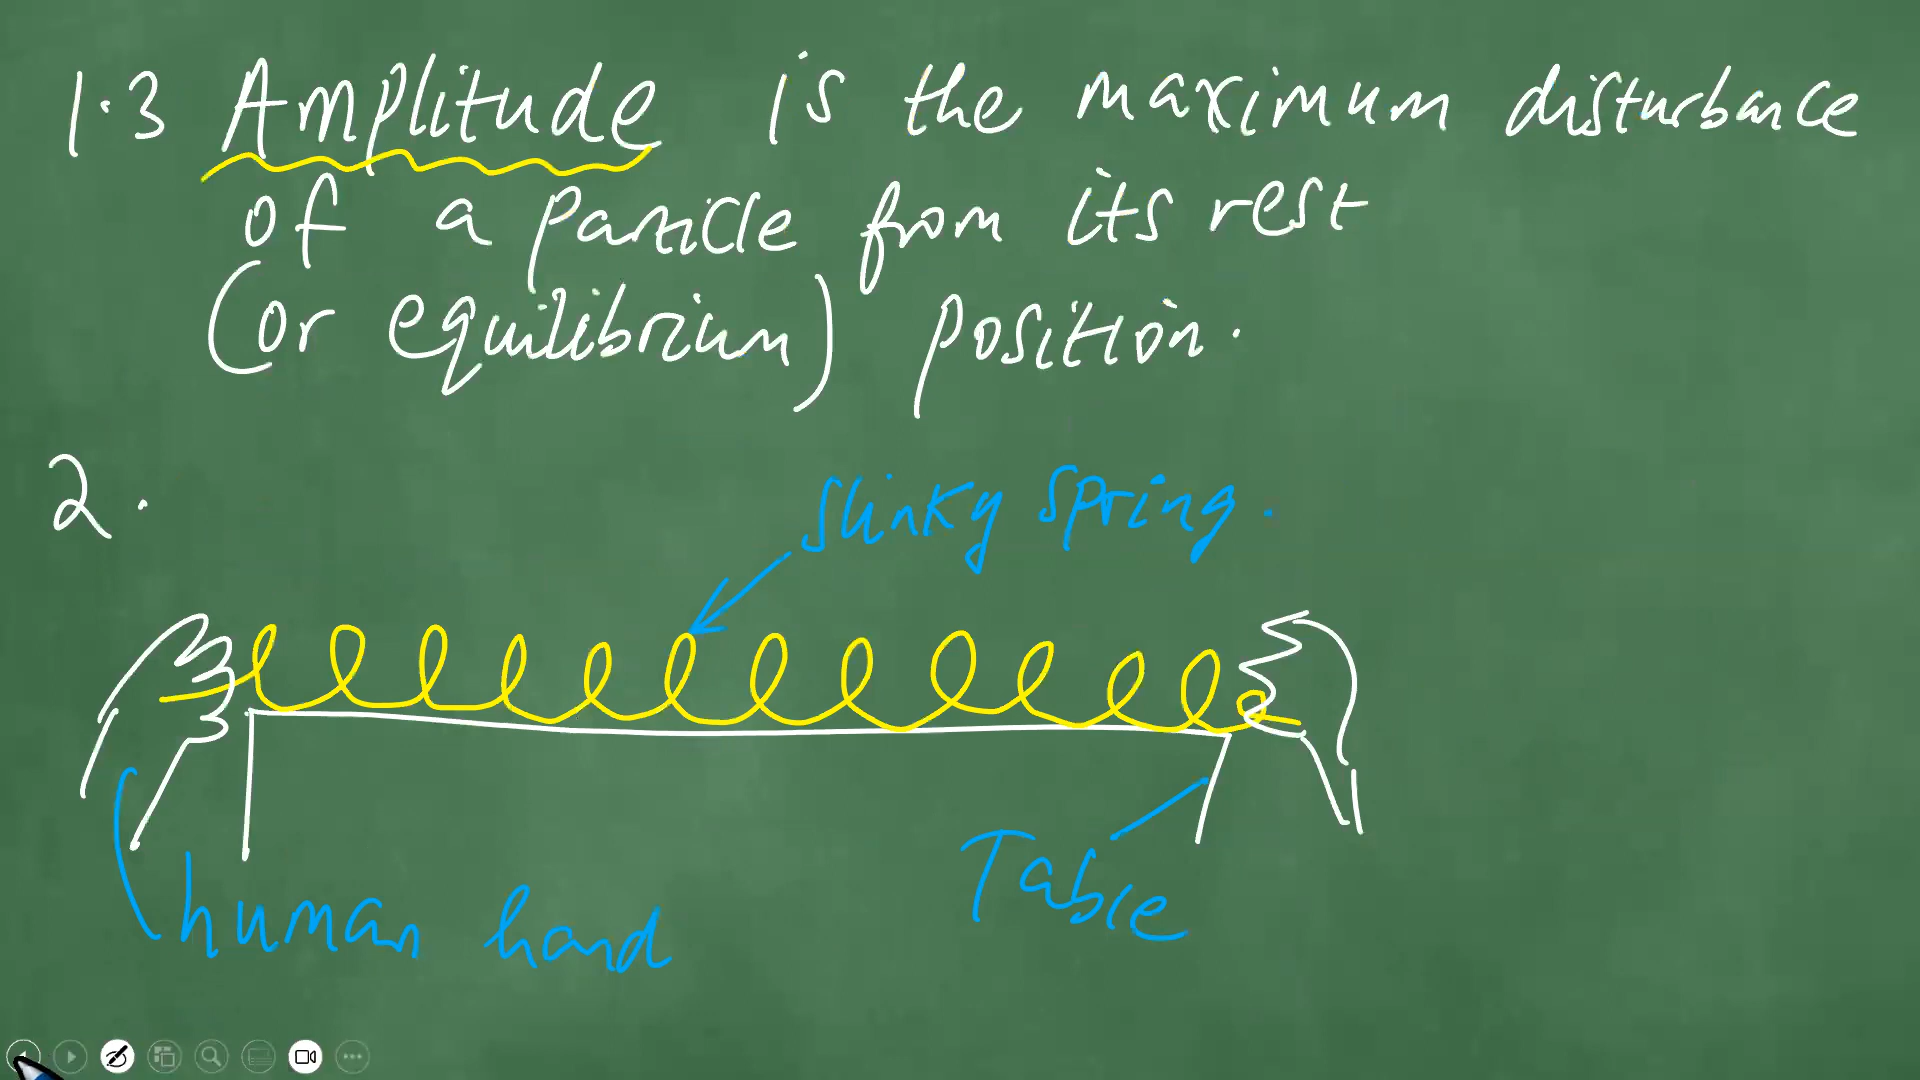 1.3 Amplitude is the maximum disturbance
of a particle from its rest
(or equilibrium) position.
2.
slinky spring.
Table
human hand